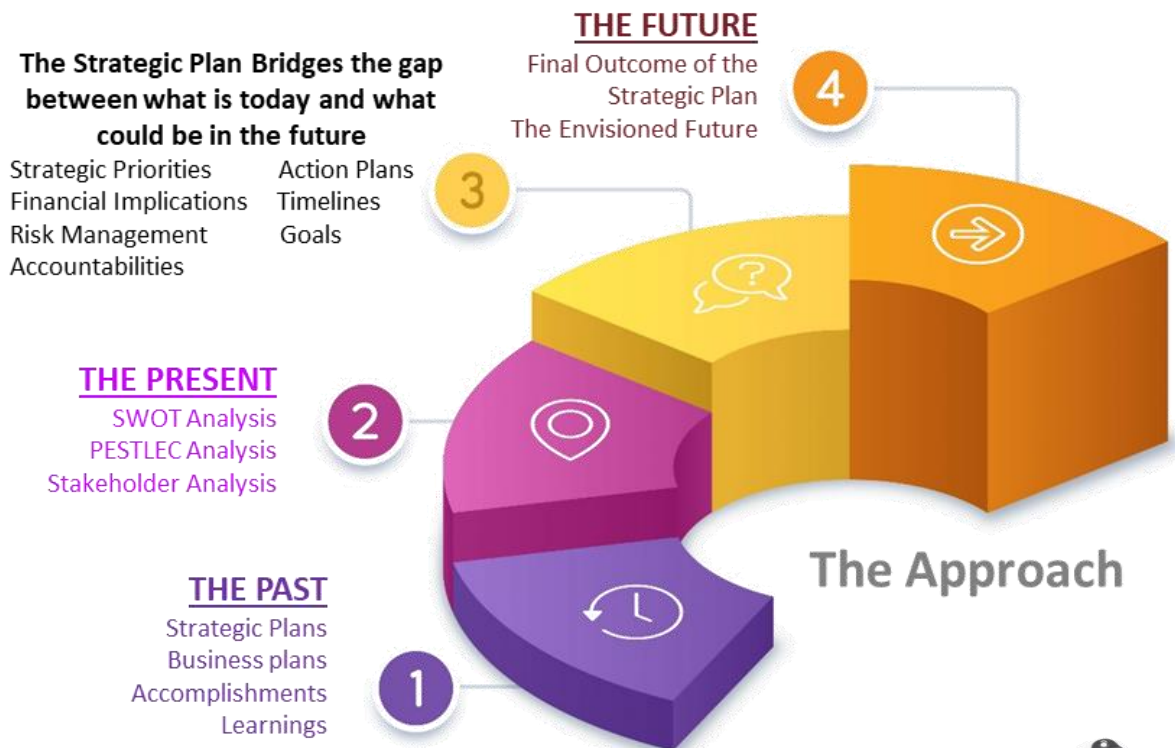 THE FUTURE
Final Outcome of the
Strategic Plan
The Envisioned Future
4
The Strategic Plan Bridges the gap
between what is today and what
could be in the future
Strategic Priorities Action Plans
Financial Implications Timelines
Risk Management Goals
Accountabilities
3
?
THE PRESENT
SWOT Analysis
PESTLEC Analysis
Stakeholder Analysis
2
The Approach
THE PAST
Strategic Plans
Business plans
Accomplishments
Learnings
1